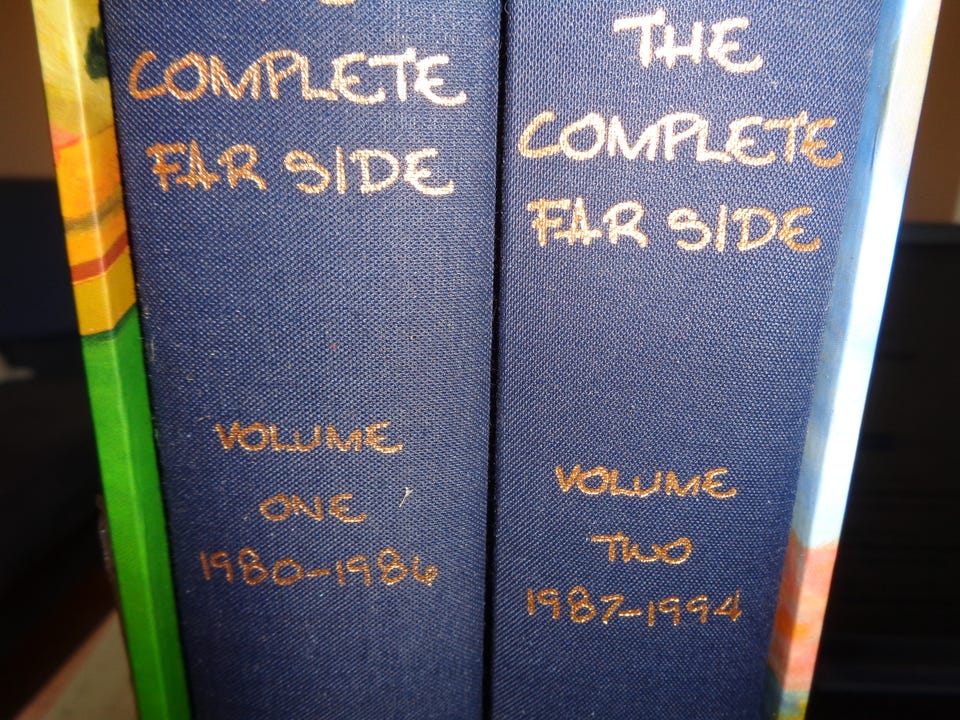 COMPLETE
FAR SIDE
VOLUME
ONE
1980-1986
THE
COMPLETE
FAR SIDE
VOLUME
TWO
1987-1994